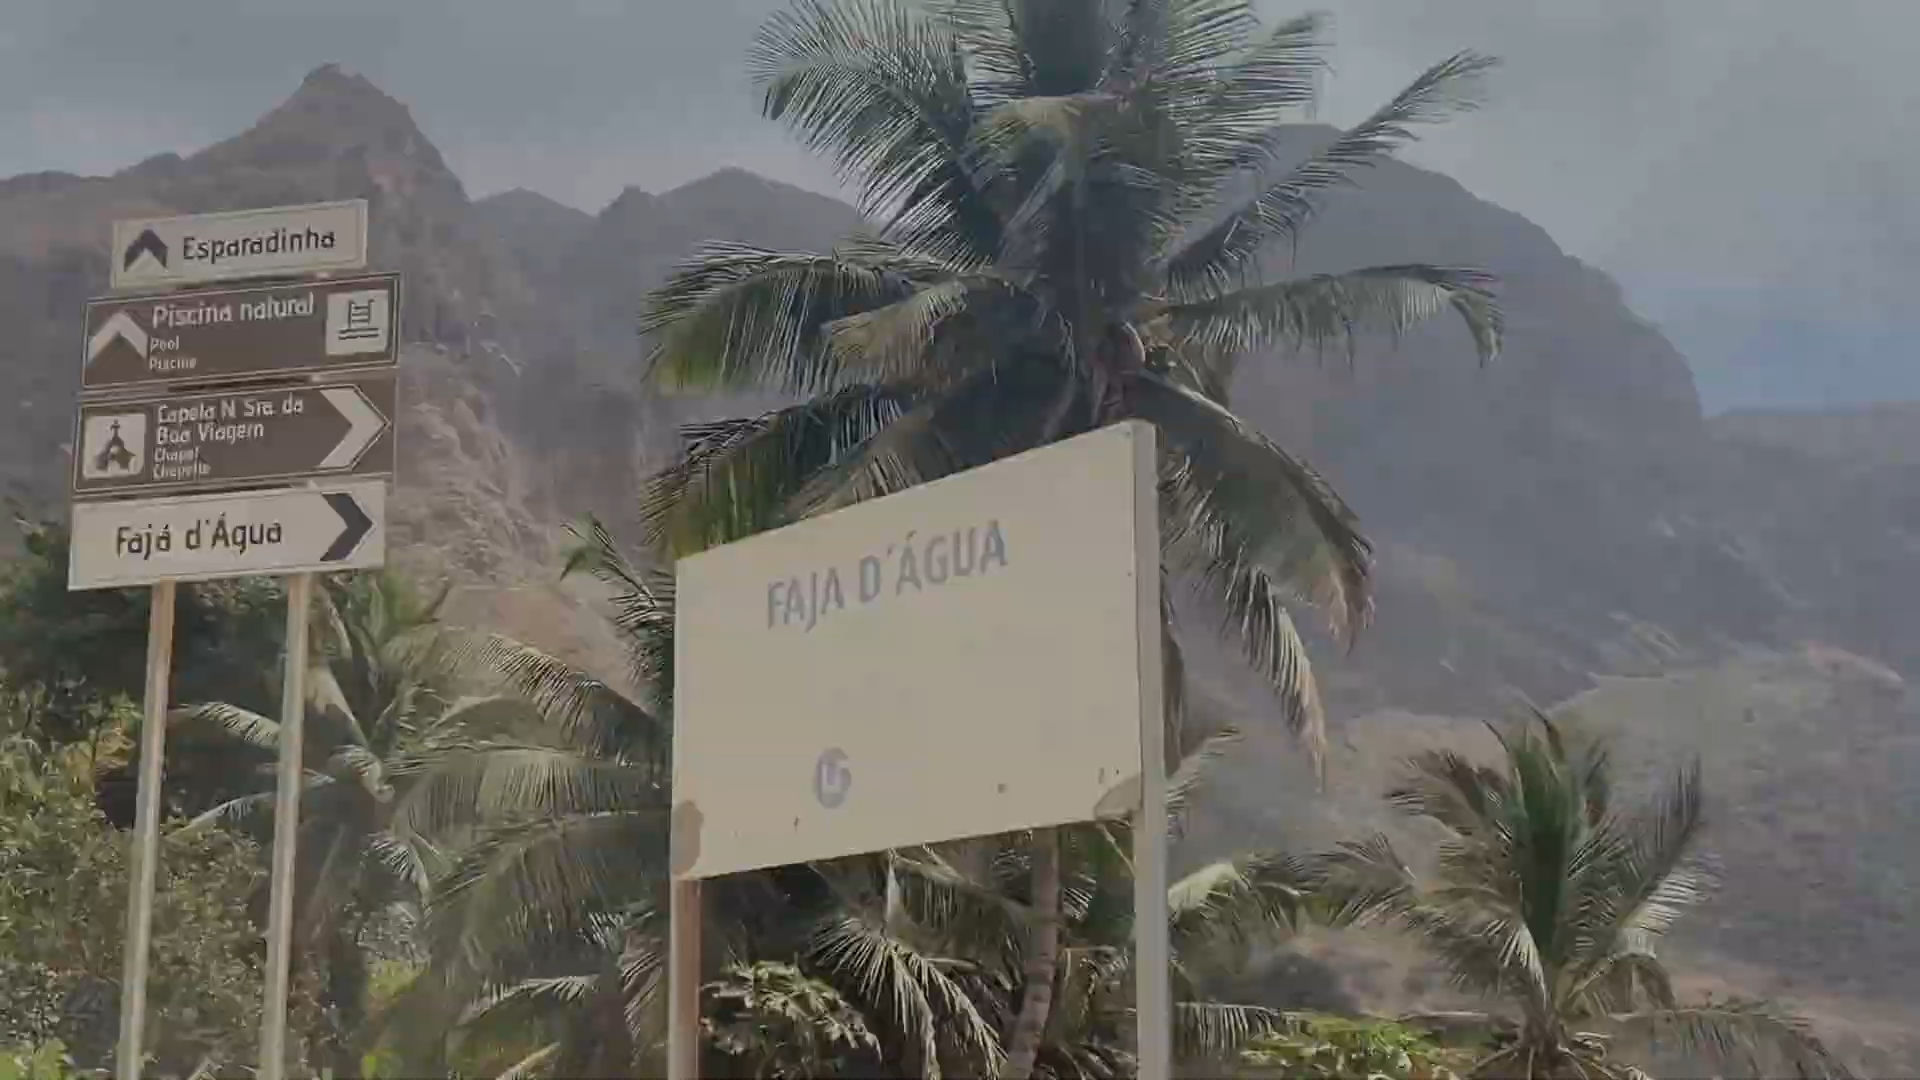 Esparadinha
Piscina natural
Pool
Piscine
Capela N Sra. da
Boa Viagem
Chapel
Chapelle
Fajá d'Água
FAJA D'ÁGUA